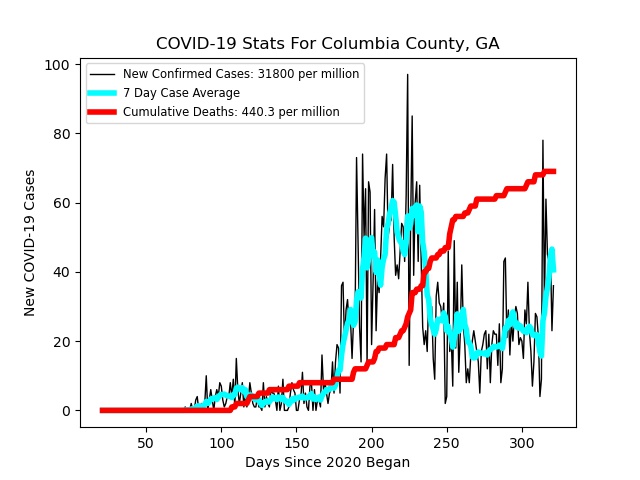 COVID-19 Stats For Columbia County, GA
New Confirmed Cases: 31800 per million
7 Day Case Average
Cumulative Deaths: 440.3 per million
New COVID-19 Cases
100
80
60
40
20
0
50 100 150 200 250 300
Days Since 2020 Began